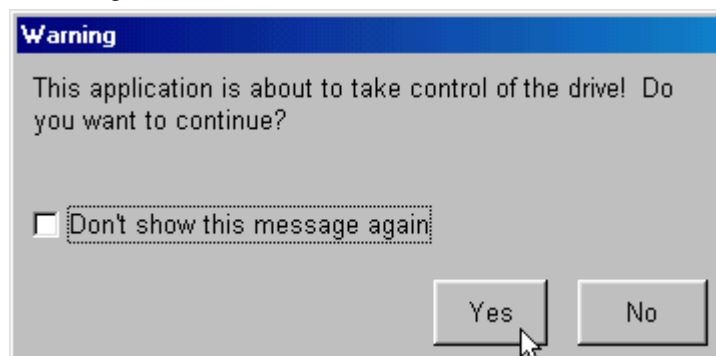 Warning
This application is about to take control of the drive!  Do
you want to continue?
Don't show this message again
Yes
No